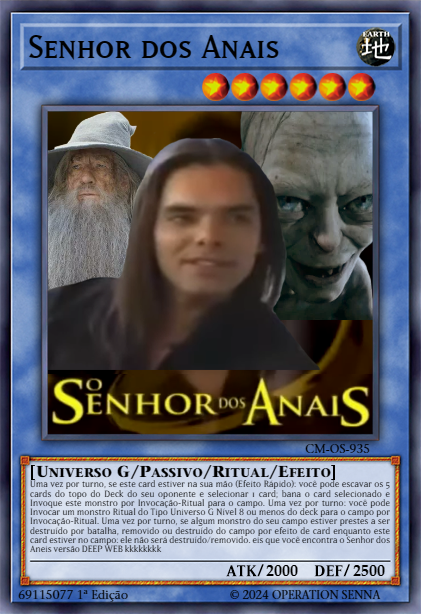 Senhor dos Anais
EARTH
地
O
SENHOR DOS ANAIS
CM-OS-935
[Universo G/Passivo/Ritual/Efeito]
Uma vez por turno, se este card estiver na sua mão (Efeito Rápido): você pode escavar os 5
cards do topo do Deck do seu oponente e selecionar 1 card; bana o card selecionado e
Invoque este monstro por Invocação-Ritual para o campo. Uma vez por turno: você pode
Invocar um monstro Ritual do Tipo Universo G Nível 8 ou menos do deck para o campo por
Invocação-Ritual. Uma vez por turno, se algum monstro do seu campo estiver prestes a ser
destruído por batalha, removido ou destruído do campo por efeito de card enquanto este
card estiver no campo: ele não será destruído/removido. eis que você encontra o Senhor dos
Anais versão DEEP WEB kkkkkkkk
ATK/2000 DEF/2500
69115077 1ª Edição
© 2024 OPERATION SENNA